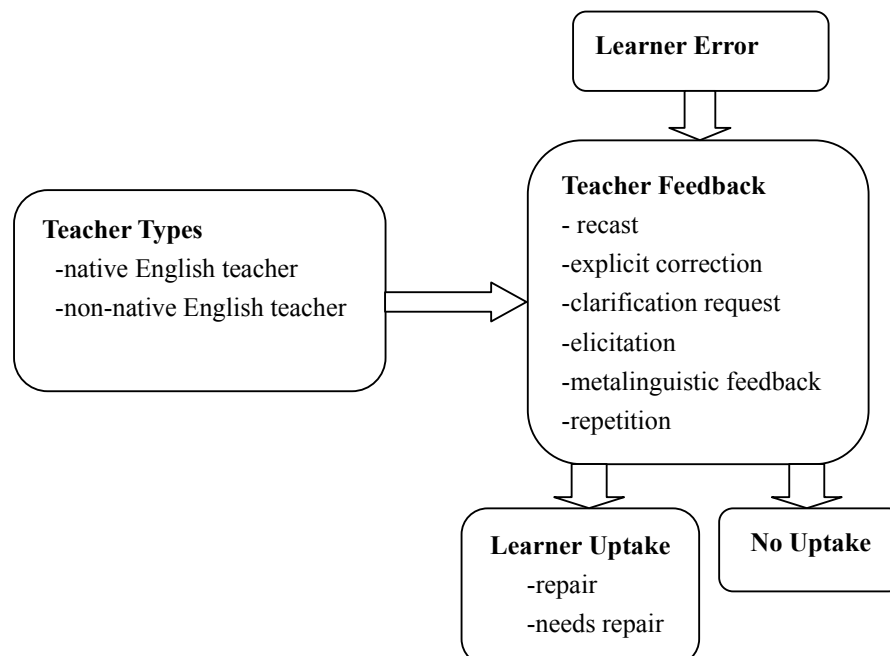 Learner Error
Teacher Types
-native English teacher
-non-native English teacher
Teacher Feedback
- recast
-explicit correction
-clarification request
-elicitation
-metalinguistic feedback
-repetition
Learner Uptake
-repair
-needs repair
No Uptake